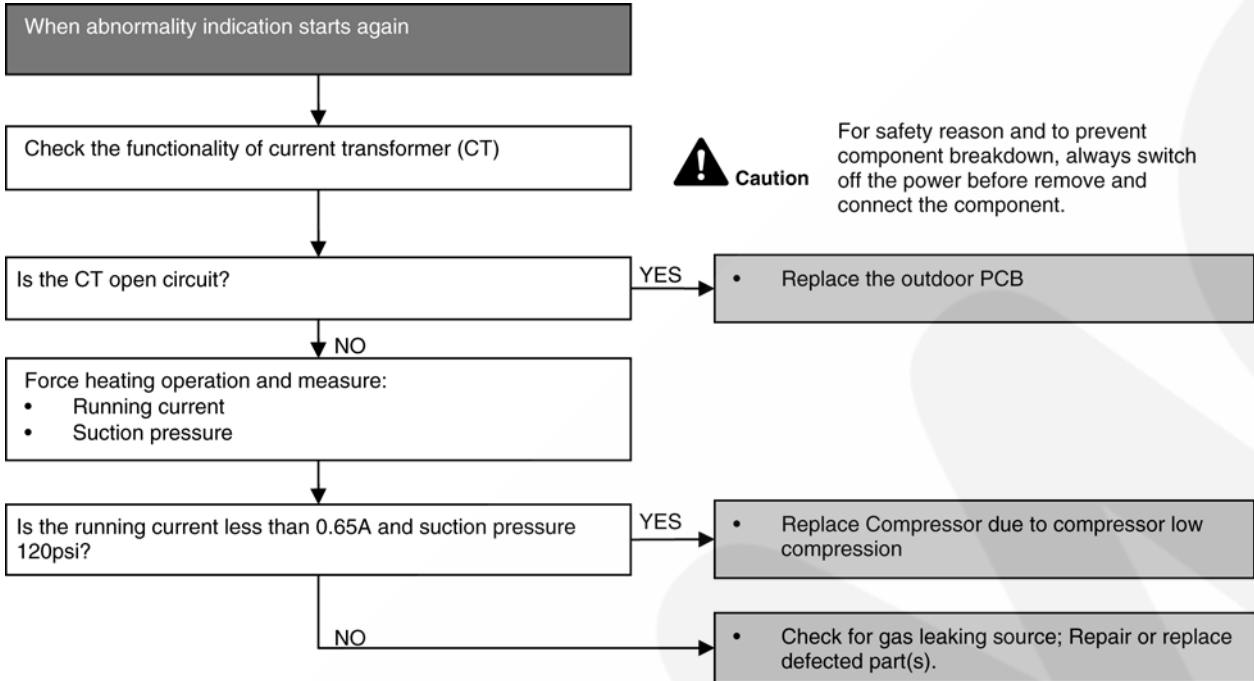 When abnormality indication starts again
Check the functionality of current transformer (CT)
Caution
For safety reason and to prevent
component breakdown, always switch
off the power before remove and
connect the component.
Is the CT open circuit?
YES
• Replace the outdoor PCB
NO
Force heating operation and measure:
• Running current
• Suction pressure
Is the running current less than 0.65A and suction pressure
120psi?
YES
• Replace Compressor due to compressor low
compression
NO
• Check for gas leaking source; Repair or replace
defected part(s).